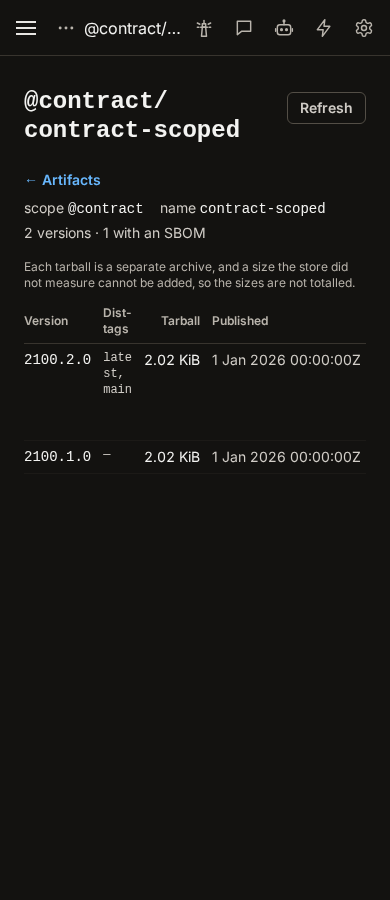 @contract/...
@contract/
contract-scoped
Refresh
← Artifacts
scope @contract name contract-scoped
2 versions · 1 with an SBOM
Each tarball is a separate archive, and a size the store did
not measure cannot be added, so the sizes are not totalled.
Version Dist-tags Tarball Published
2100.2.0 latest, main 2.02 KiB 1 Jan 2026 00:00:00Z
2100.1.0 — 2.02 KiB 1 Jan 2026 00:00:00Z